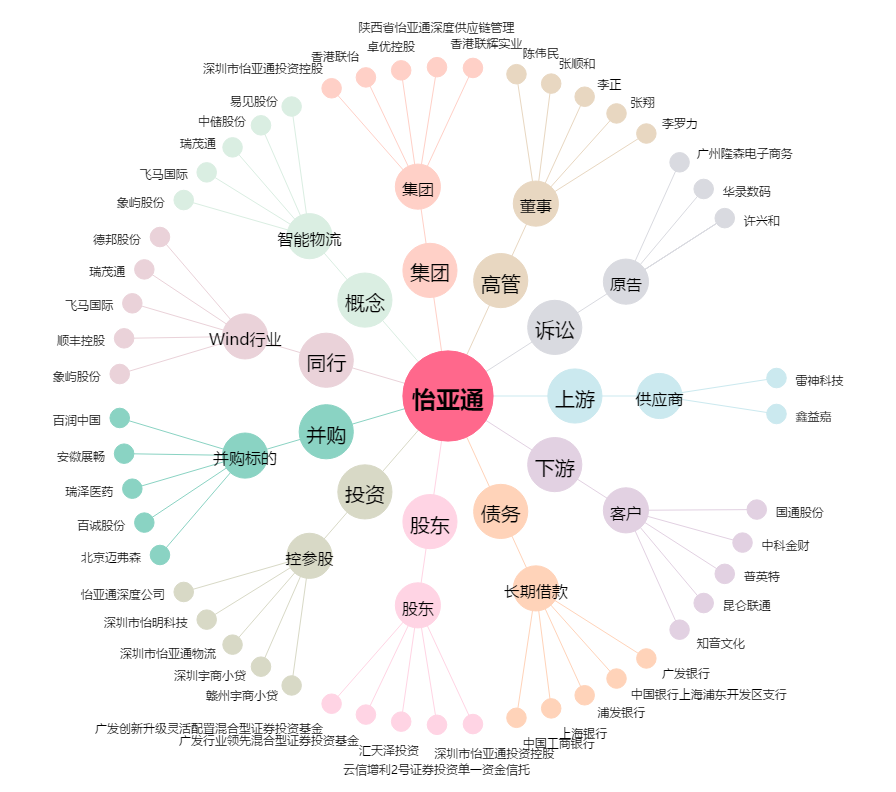 陕西省怡亚通深度供应链管理
香港联辉实业
卓优控股
香港联怡
深圳市怡亚通投资控股
陈伟民
张顺和
李正
张翔
李罗力
易见股份
中储股份
瑞茂通
飞马国际
象屿股份
集团
董事
广州隆森电子商务
华录数码
许兴和
智能物流
集团
高管
原告
概念
诉讼
德邦股份
瑞茂通
飞马国际
顺丰控股
象屿股份
Wind行业
同行
怡亚通
上游
供应商
雷神科技
鑫益嘉
百润中国
安徽展畅
瑞泽医药
百诚股份
北京迈弗森
并购标的
并购
下游
客户
国通股份
中科金财
普英特
昆仑联通
知音文化
投资
股东
债务
控参股
股东
长期借款
怡亚通深度公司
深圳市怡明科技
深圳市怡亚通物流
深圳宇商小贷
赣州宇商小贷
广发银行
中国银行上海浦东开发区支行
浦发银行
上海银行
中国工商银行
广发创新升级灵活配置混合型证券投资基金
广发行业领先混合型证券投资基金
汇天泽投资
深圳市怡亚通投资控股
云信增利2号证券投资单一资金信托